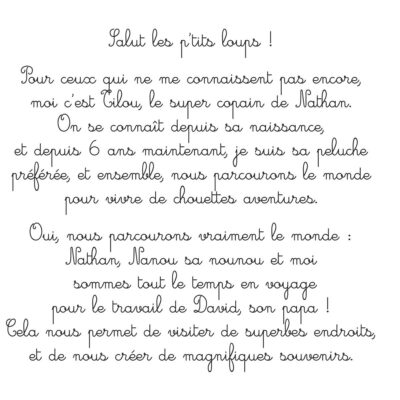 Salut les p'tits loups !
Pour ceux qui ne me connaissent pas encore,
moi c'est Tilou, le super copain de Nathan.
On se connaît depuis sa naissance,
et depuis 6 ans maintenant, je suis sa peluche
préférée, et ensemble, nous parcourons le monde
pour vivre de chouettes aventures.
Oui, nous parcourons vraiment le monde :
Nathan, Nanou sa nounou et moi
sommes tout le temps en voyage
pour le travail de David, son papa !
Cela nous permet de visiter de superbes endroits,
et de nous créer de magnifiques souvenirs.